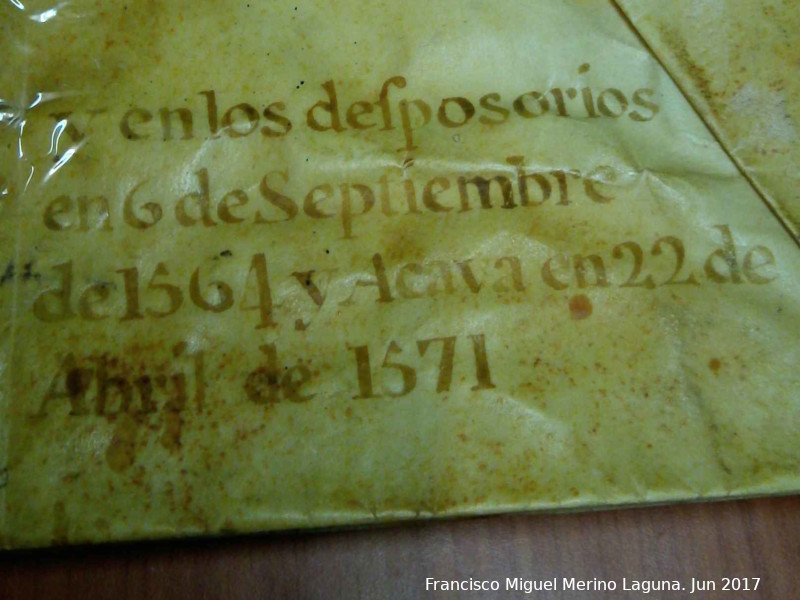 y en los desposorios
en 6 de Septiembre
de 1564 y Acava en 22 de
Abril de 1571
Francisco Miguel Merino Laguna. Jun 2017